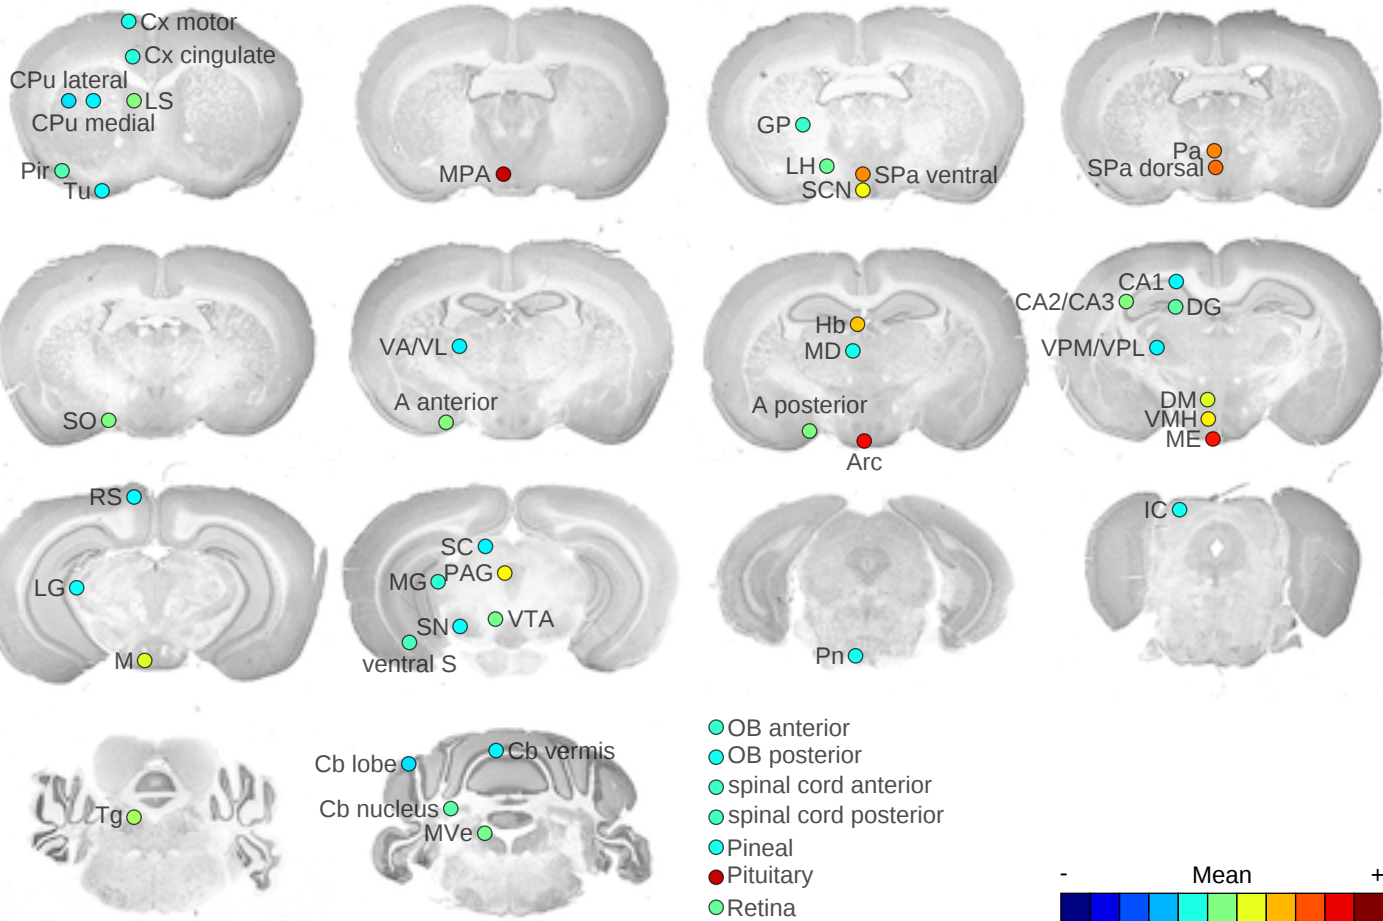 Cx motor
Cx cingulate
CPu lateral
LS
CPu medial
Pir
Tu
MPA
GP
LH
SPa ventral
SCN
Pa
SPa dorsal
SO
VA/VL
A anterior
Hb
MD
A posterior
Arc
CA1
CA2/CA3
DG
VPM/VPL
DM
VMH
ME
RS
LG
M
SC
MG
PAG
SN
VTA
ventral S
Pn
IC
Tg
Cb lobe
Cb vermis
Cb nucleus
MVe
OB anterior
OB posterior
spinal cord anterior
spinal cord posterior
Pineal
Pituitary
Retina
- Mean +